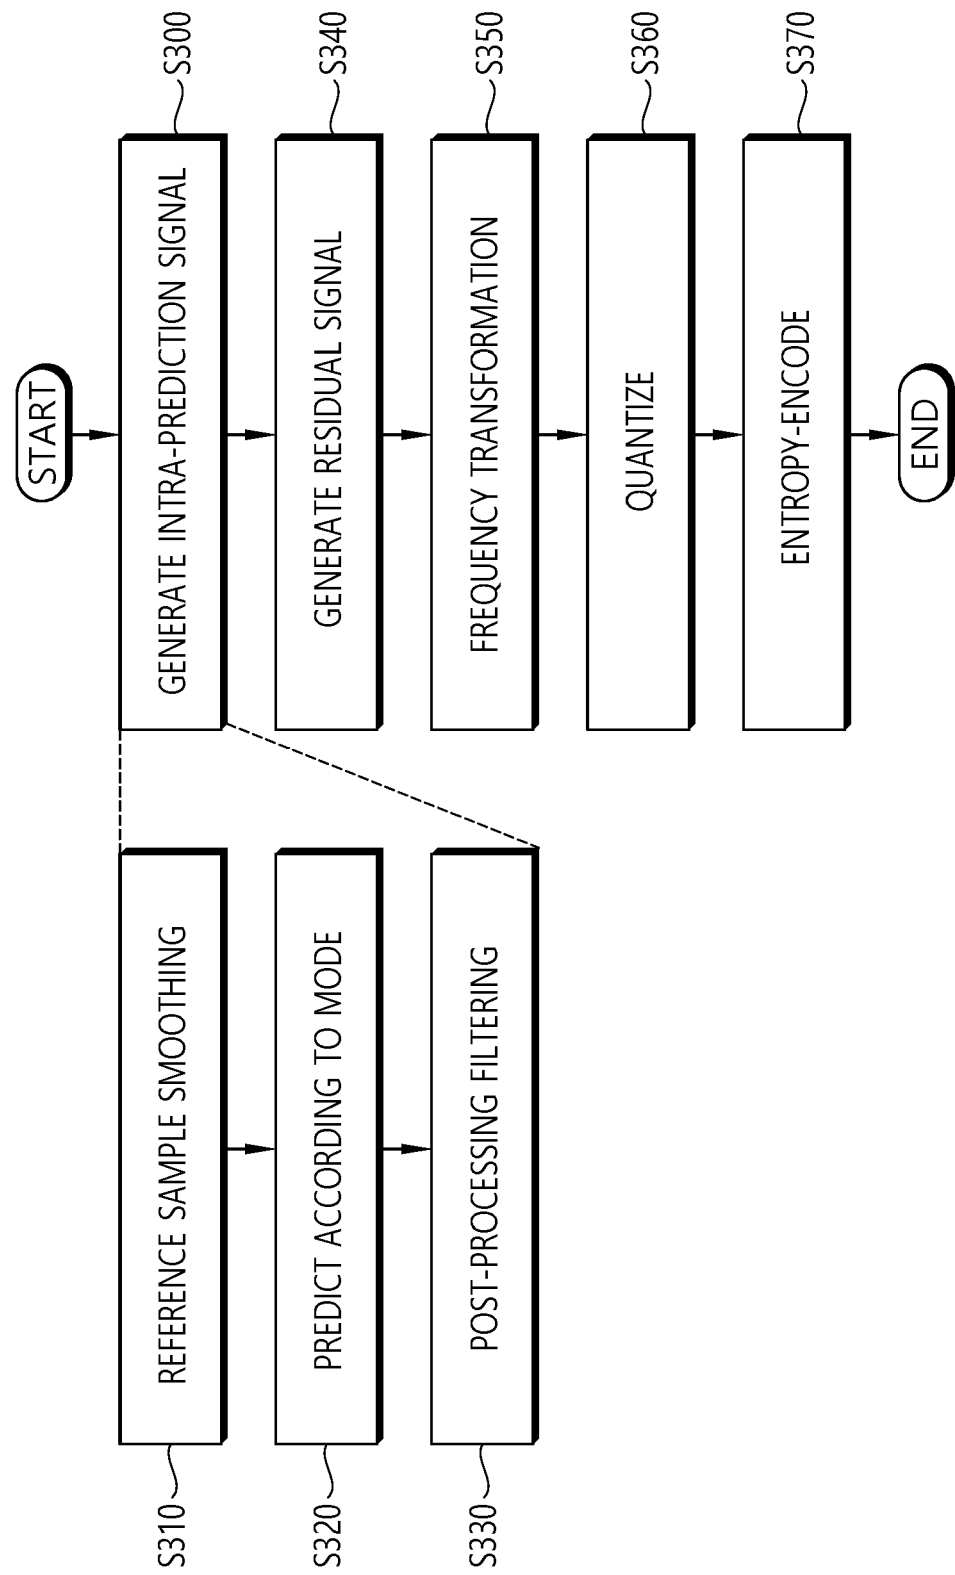 START
GENERATE INTRA-PREDICTION SIGNAL
S300
REFERENCE SAMPLE SMOOTHING
S310
PREDICT ACCORDING TO MODE
S320
POST-PROCESSING FILTERING
S330
GENERATE RESIDUAL SIGNAL
S340
FREQUENCY TRANSFORMATION
S350
QUANTIZE
S360
ENTROPY-ENCODE
S370
END